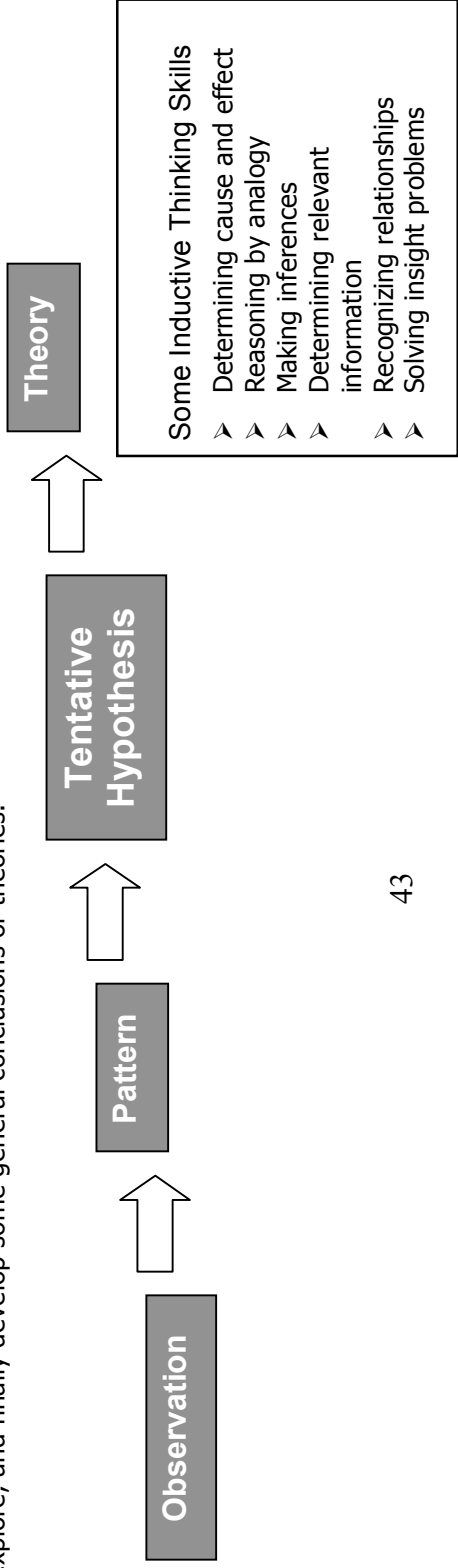 explore, and finally develop some general conclusions or theories.
Observation
Pattern
Tentative
Hypothesis
Theory
Some Inductive Thinking Skills
➢ Determining cause and effect
➢ Reasoning by analogy
➢ Making inferences
➢ Determining relevant
information
➢ Recognizing relationships
➢ Solving insight problems
43